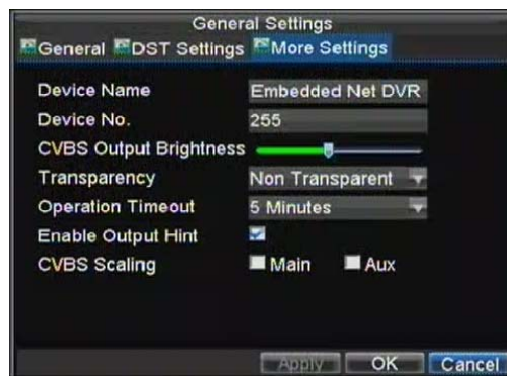 General Settings
General DST Settings More Settings
Device Name Embedded Net DVR
Device No. 255
CVBS Output Brightness
Transparency Non Transparent
Operation Timeout 5 Minutes
Enable Output Hint
CVBS Scaling Main Aux
Apply OK Cancel